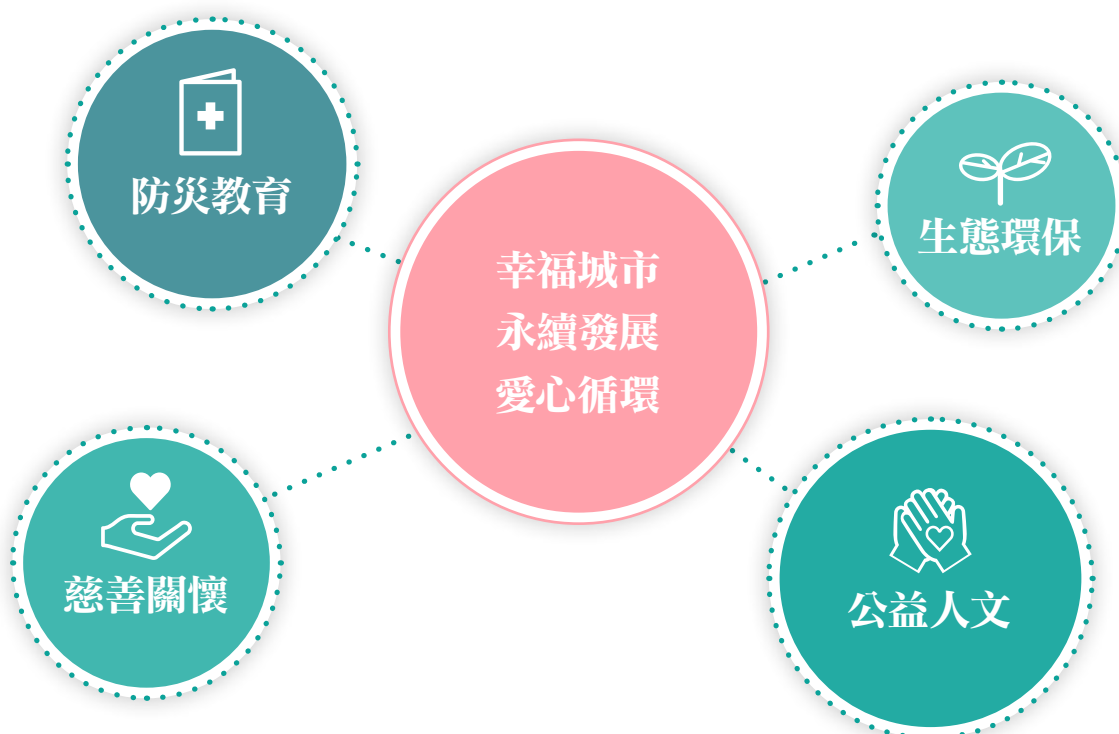 防災教育
生態環保
幸福城市
永續發展
愛心循環
慈善關懷
公益人文